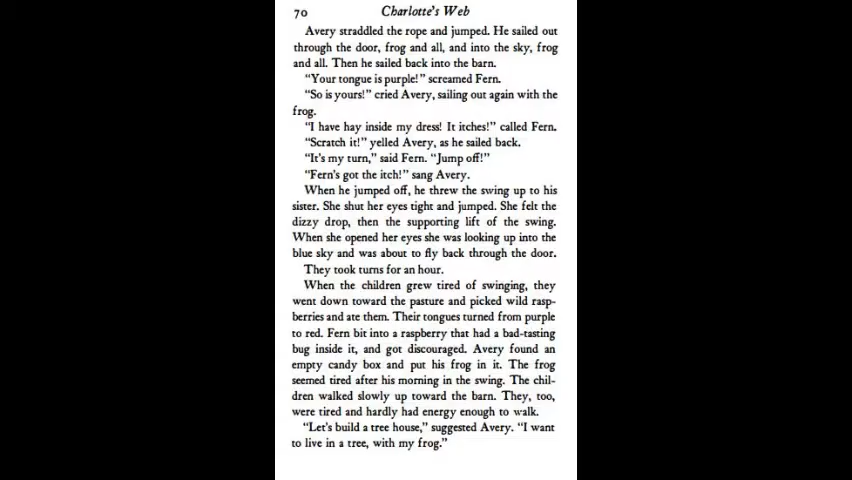 70 Charlotte's Web
Avery straddled the rope and jumped. He sailed out
through the door, frog and all, and into the sky, frog
and all. Then he sailed back into the barn.
"Your tongue is purple!" screamed Fern.
"So is yours!" cried Avery, sailing out again with the
frog.
"I have hay inside my dress! It itches!" called Fern.
"Scratch it!" yelled Avery, as he sailed back.
"It's my turn," said Fern. "Jump off!"
"Fern's got the itch!" sang Avery.
When he jumped off, he threw the swing up to his
sister. She shut her eyes tight and jumped. She felt the
dizzy drop, then the supporting lift of the swing.
When she opened her eyes she was looking up into the
blue sky and was about to fly back through the door.
They took turns for an hour.
When the children grew tired of swinging, they
went down toward the pasture and picked wild rasp-
berries and ate them. Their tongues turned from purple
to red. Fern bit into a raspberry that had a bad-tasting
bug inside it, and got discouraged. Avery found an
empty candy box and put his frog in it. The frog
seemed tired after his morning in the swing. The chil-
dren walked slowly up toward the barn. They, too,
were tired and hardly had energy enough to walk.
"Let's build a tree house," suggested Avery. "I want
to live in a tree, with my frog."